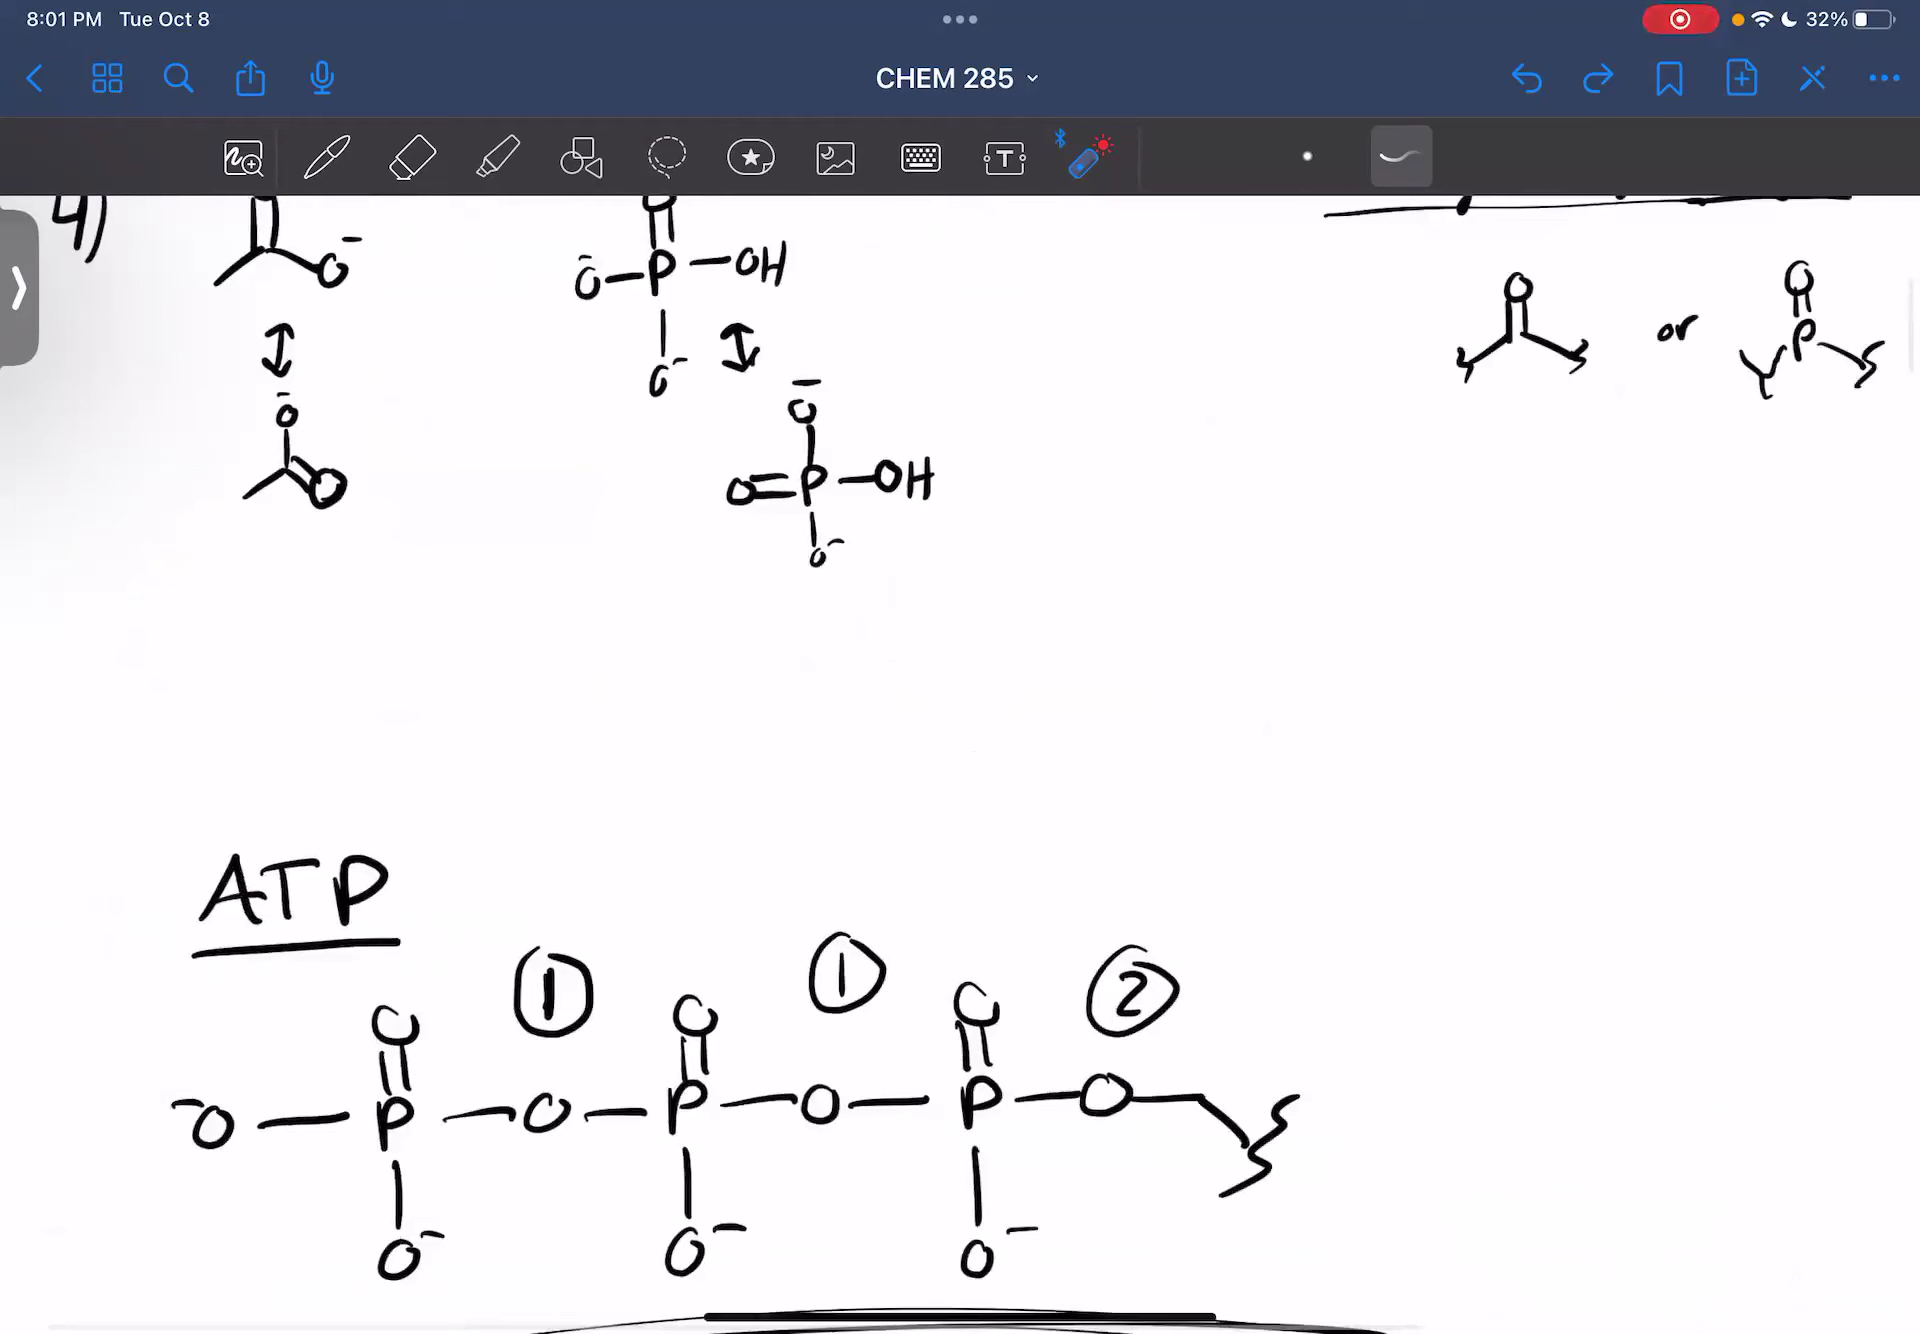 8:01 PM Tue Oct 8
32%
CHEM 285
T
4)
O⁻
⁻O P OH
O⁻
O or O
P
⁻O
O
⁻O
O P OH
O⁻
ATP
① ① ②
O O O
⁻O P O P O P O
O⁻ O⁻ O⁻